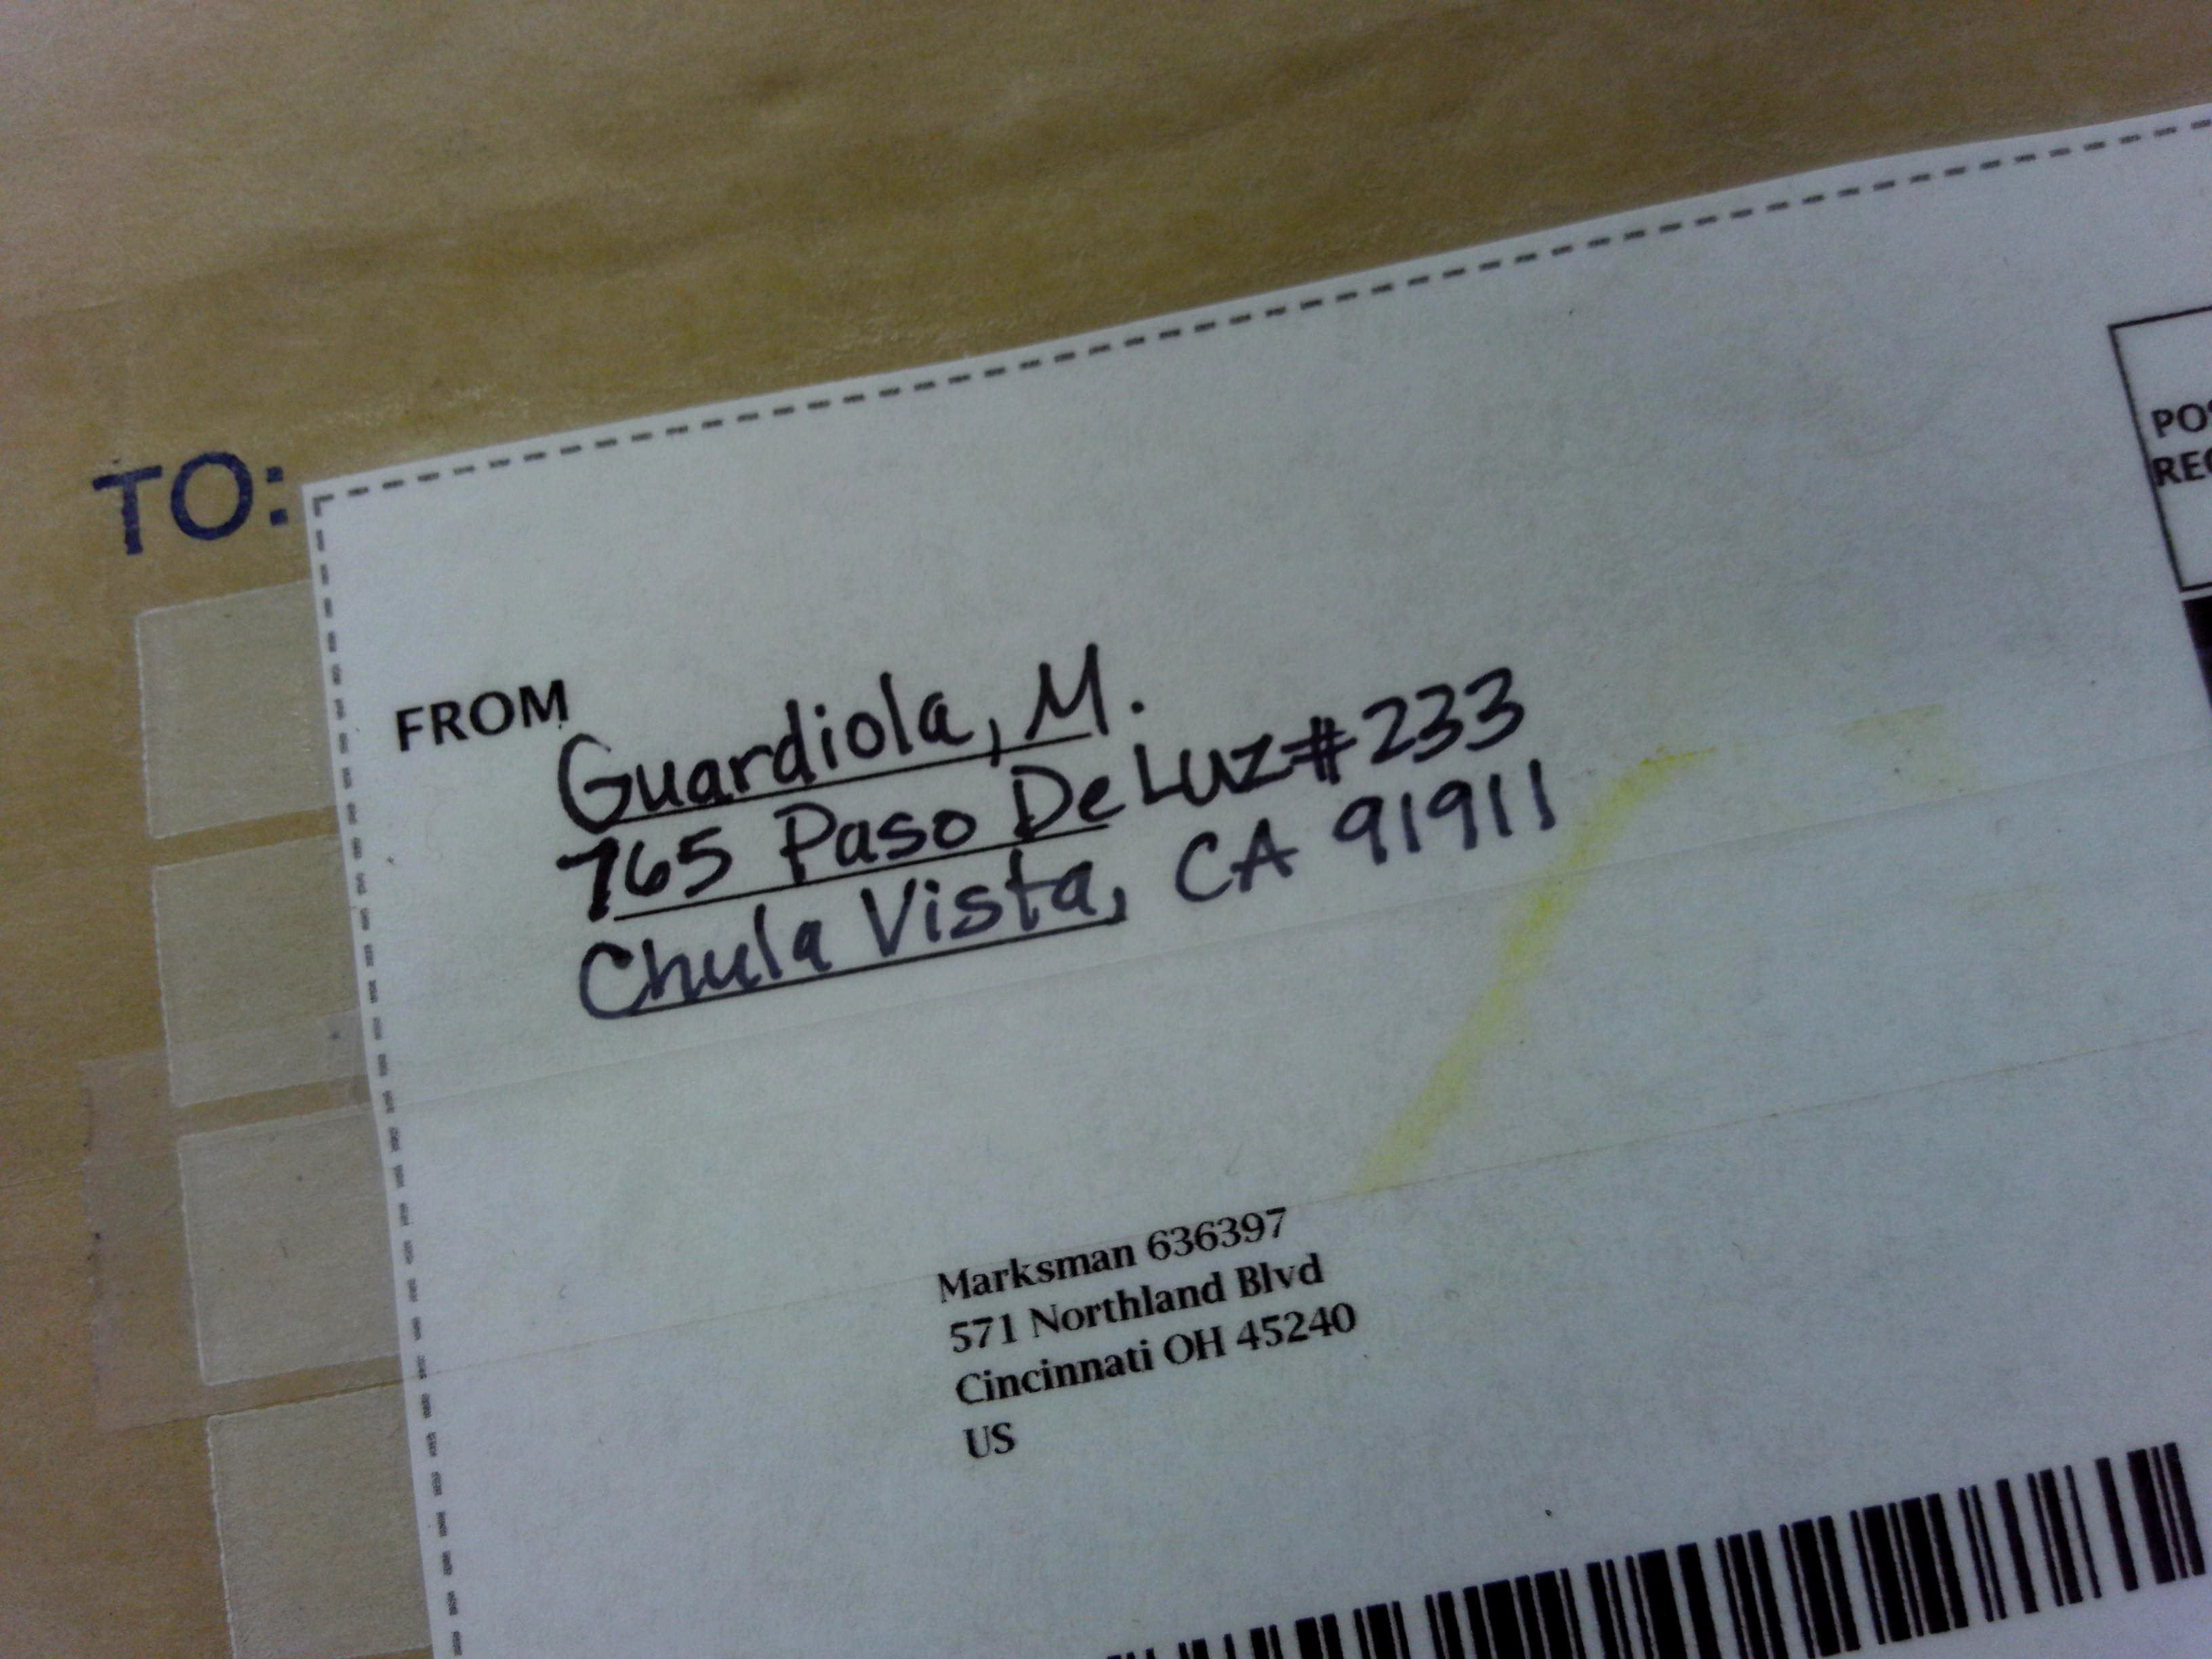 TO:
FROM
Guardiola, M.
765 Paso De Luz #233
Chula Vista, CA 91911
Marksman 636397
571 Northland Blvd
Cincinnati OH 45240
US